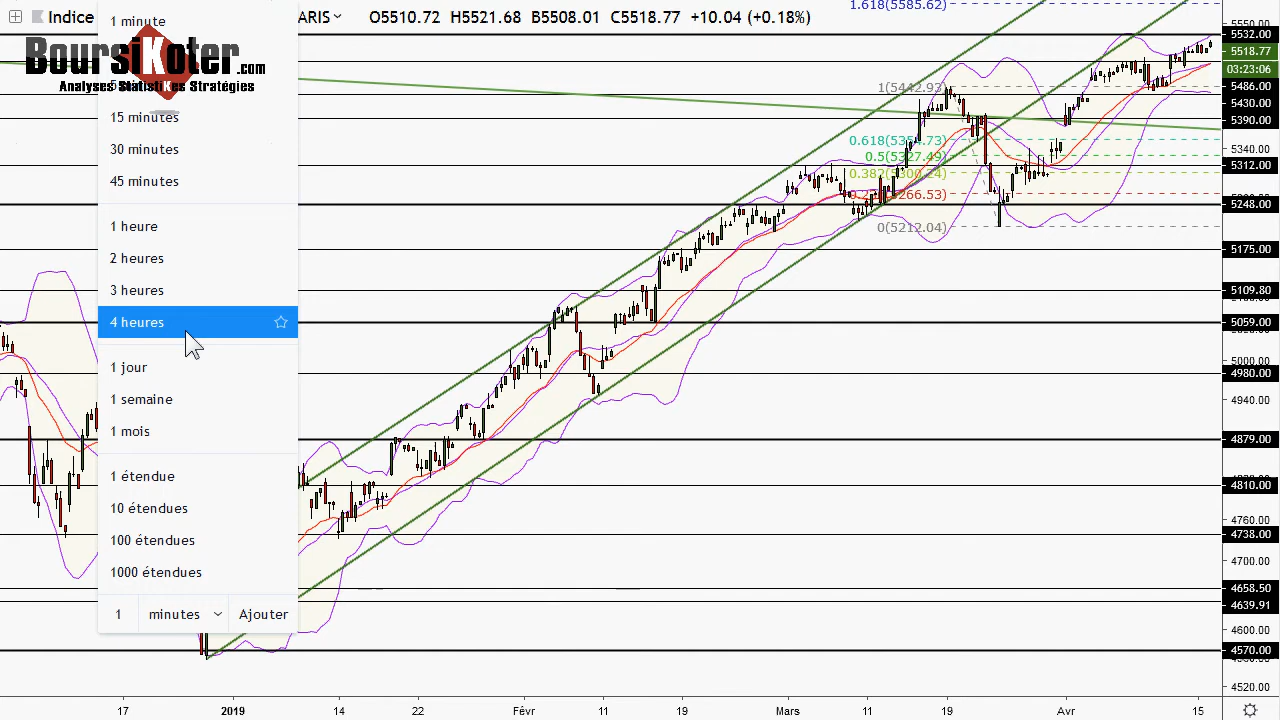 1 minute
Indice
ARIS O5510.72 H5521.68 B5508.01 C5518.77 +10.04 (+0.18%)
BoursiKoter.com
Analyses StatistiKes Stratégies
15 minutes
30 minutes
45 minutes
1 heure
2 heures
3 heures
4 heures
1 jour
1 semaine
1 mois
1 étendue
10 étendues
100 étendues
1000 étendues
1 minutes Ajouter
1.618(5585.62)
1(5442.93)
0.618(5354.73)
0.5(5327.49)
0.382(5300.24)
5266.53)
0(5212.04)
5550.00
5532.00
5518.77
03:23:06
5486.00
5430.00
5390.00
5340.00
5312.00
5248.00
5175.00
5109.80
5059.00
5000.00
4980.00
4940.00
4879.00
4810.00
4760.00
4738.00
4700.00
4658.50
4639.91
4600.00
4570.00
4520.00
17 2019 14 22 Févr 11 19 Mars 11 19 Avr 15